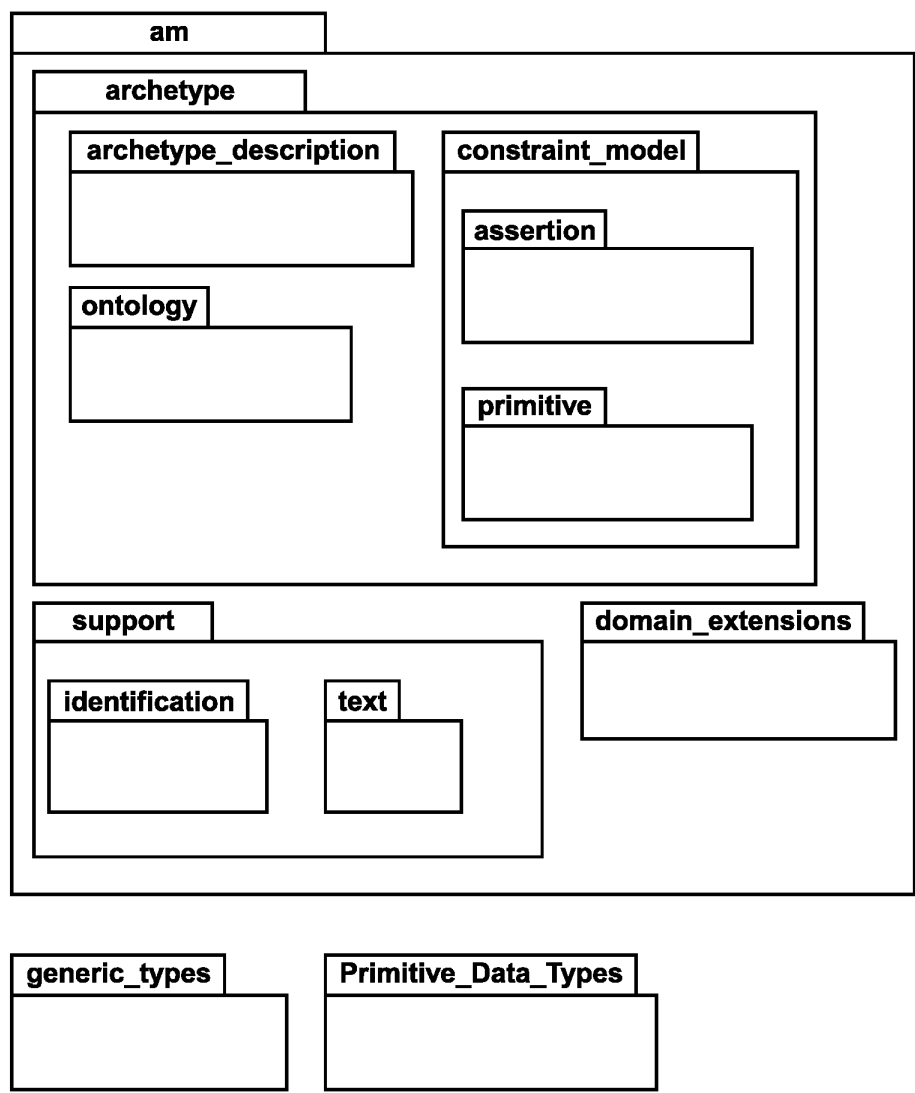 am
archetype
archetype_description
constraint_model
assertion
ontology
primitive
support
domain_extensions
identification
text
generic_types
Primitive_Data_Types